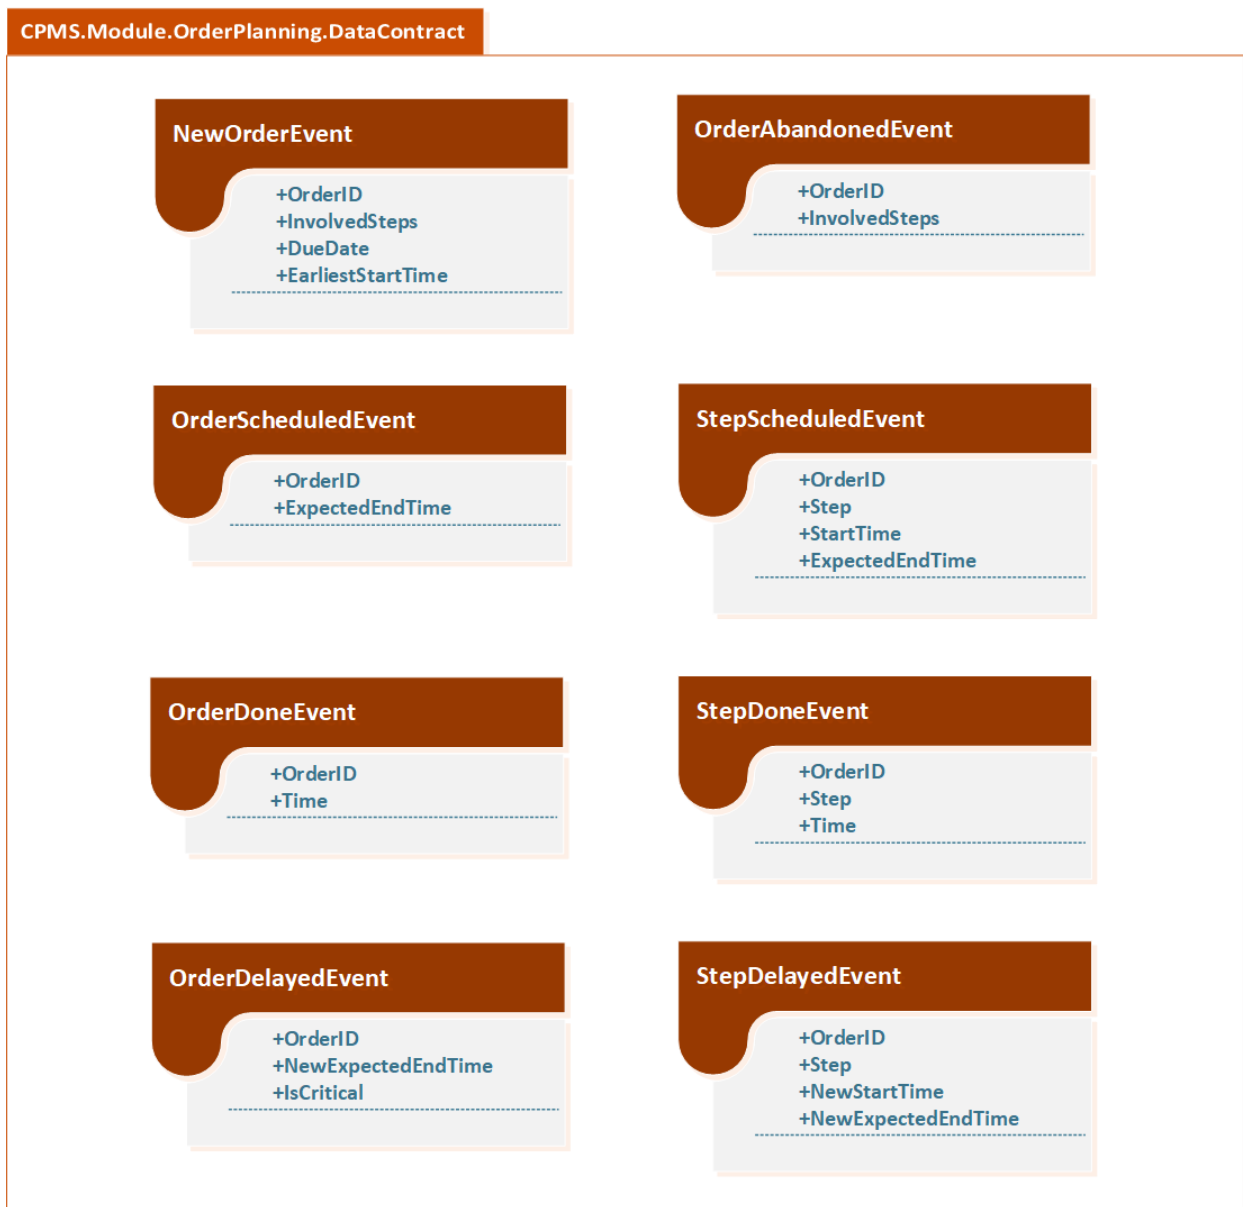 CPMS.Module.OrderPlanning.DataContract
NewOrderEvent
+OrderID
+InvolvedSteps
+DueDate
+EarliestStartTime
OrderAbandonedEvent
+OrderID
+InvolvedSteps
OrderScheduledEvent
+OrderID
+ExpectedEndTime
StepScheduledEvent
+OrderID
+Step
+StartTime
+ExpectedEndTime
OrderDoneEvent
+OrderID
+Time
StepDoneEvent
+OrderID
+Step
+Time
OrderDelayedEvent
+OrderID
+NewExpectedEndTime
+IsCritical
StepDelayedEvent
+OrderID
+Step
+NewStartTime
+NewExpectedEndTime